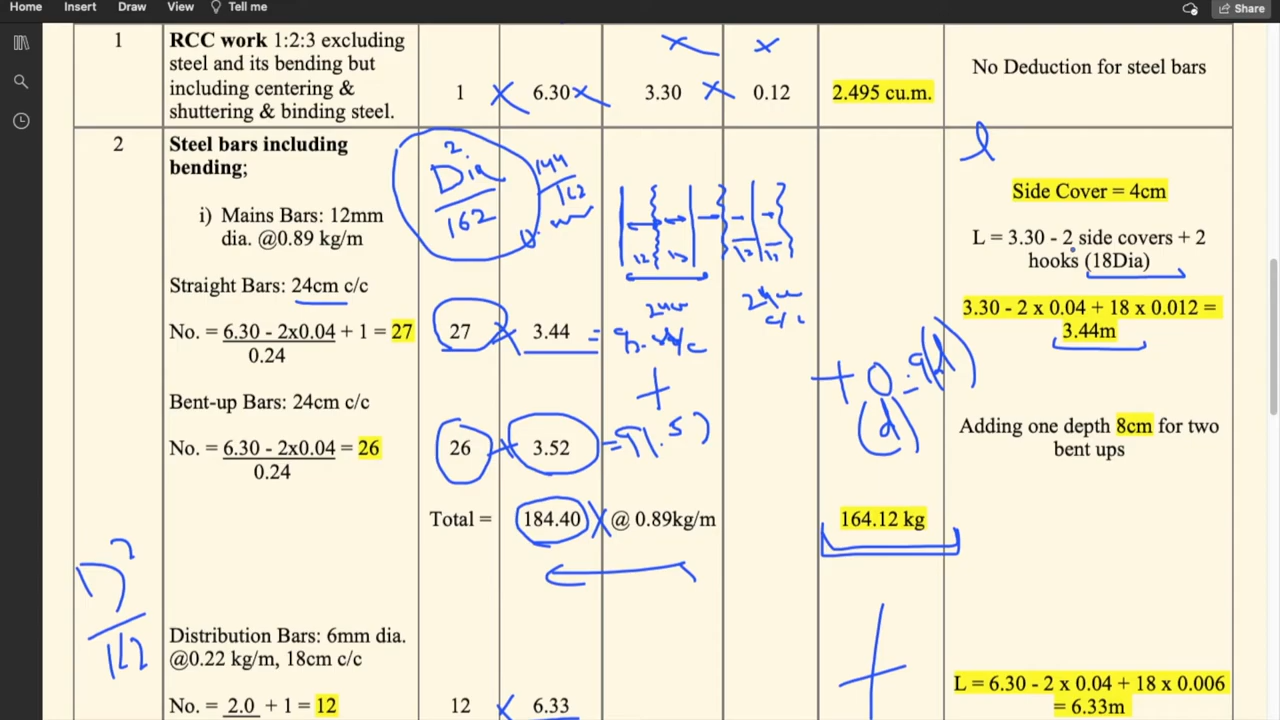 Home Insert Draw View Tell me Share
1 RCC work 1:2:3 excluding
steel and its bending but
including centering &
shuttering & binding steel.
1 × 6.30 × 3.30 × 0.12 2.495 cu.m.
No Deduction for steel bars
2 Steel bars including
bending;
i) Mains Bars: 12mm
dia. @0.89 kg/m
Dia 2
162
144
162
Side Cover = 4cm
L = 3.30 - 2 side covers + 2
hooks (18Dia)
Straight Bars: 24cm c/c
3.30 - 2 x 0.04 + 18 x 0.012 =
3.44m
No. = 6.30 - 2x0.04 + 1 = 27
0.24
27 × 3.44 =
+
Bent-up Bars: 24cm c/c
No. = 6.30 - 2x0.04 = 26
0.24
26 × 3.52
(d)
Adding one depth 8cm for two
bent ups
Total = 184.40 × @ 0.89kg/m 164.12 kg
D2
162
Distribution Bars: 6mm dia.
@0.22 kg/m, 18cm c/c
+
No. = 2.0 + 1 = 12
12 × 6.33
L = 6.30 - 2 x 0.04 + 18 x 0.006
= 6.33m